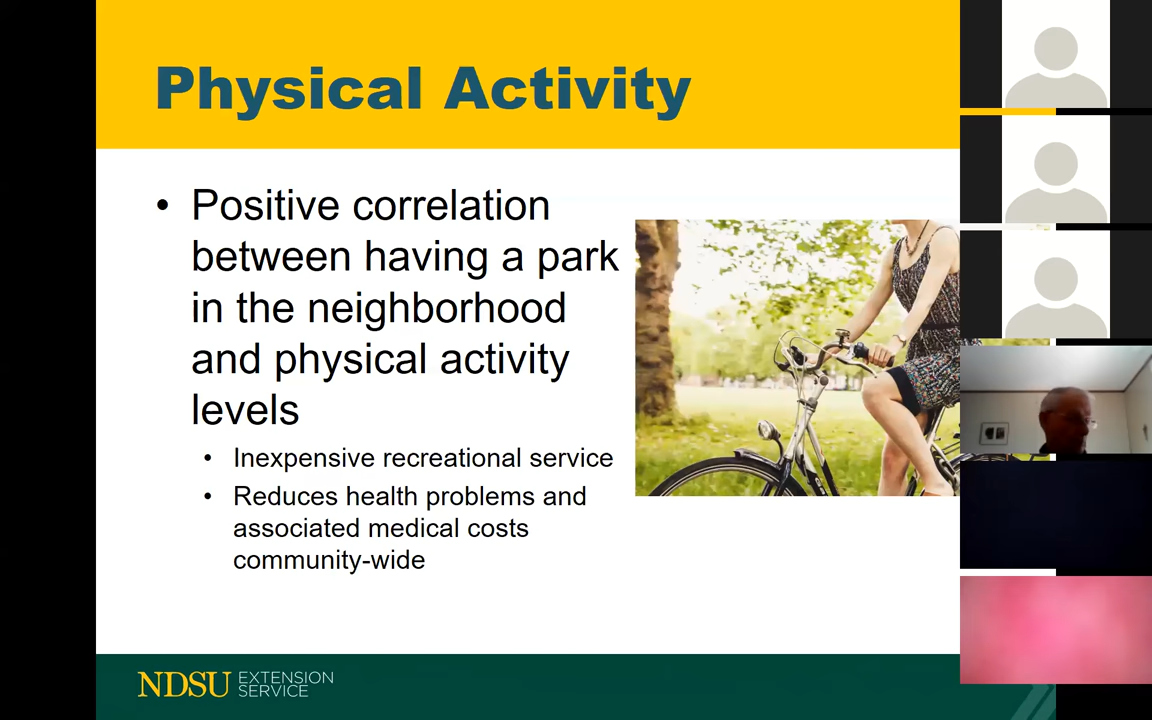 Physical Activity
• Positive correlation
between having a park
in the neighborhood
and physical activity
levels
• Inexpensive recreational service
• Reduces health problems and
associated medical costs
community-wide
NDSU EXTENSION
SERVICE